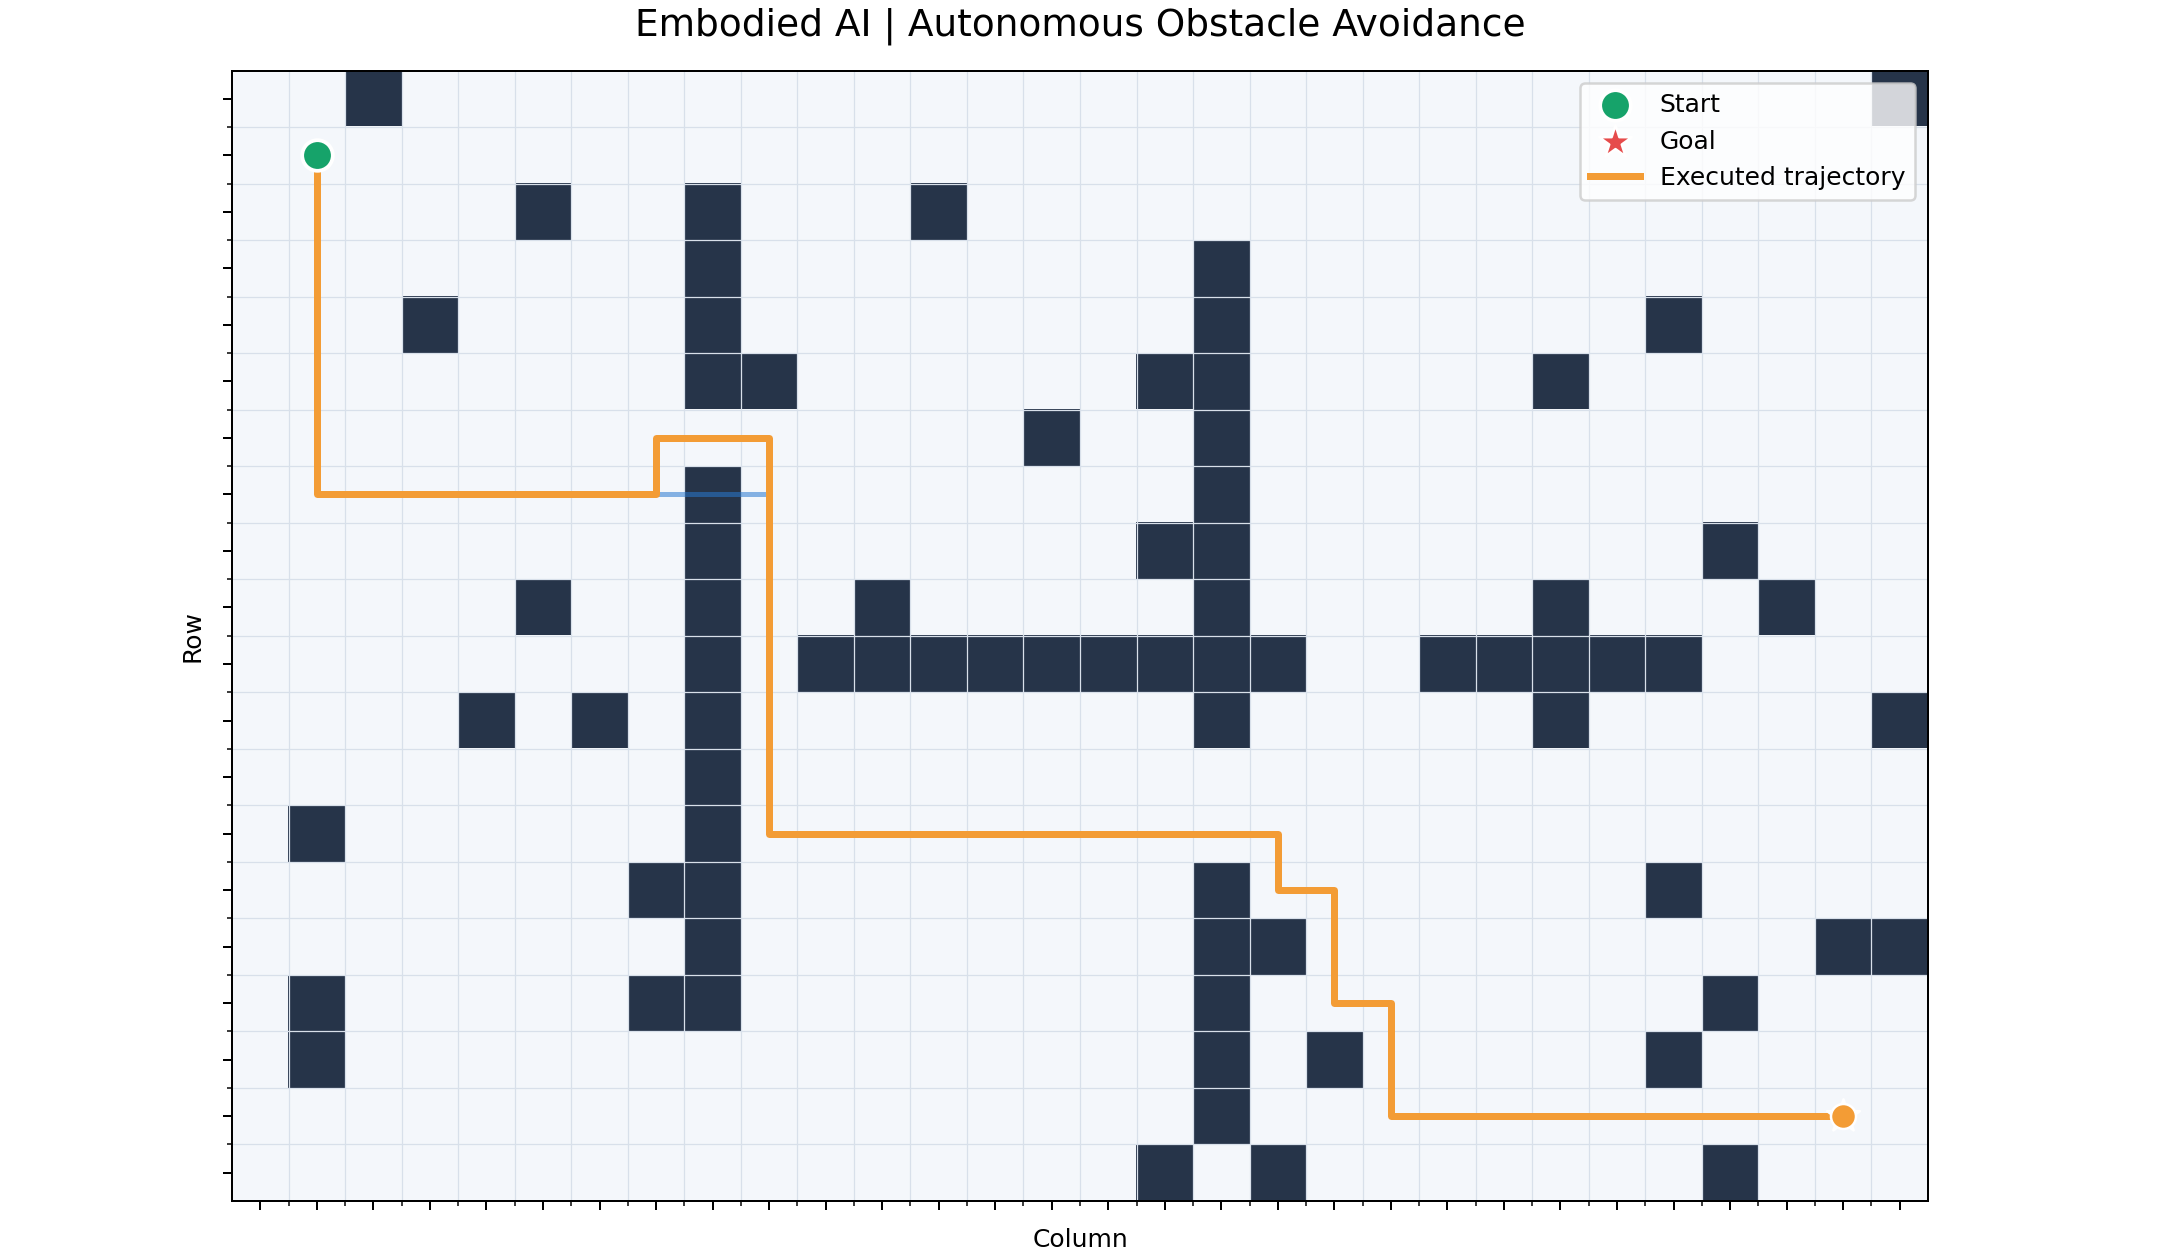 Embodied AI | Autonomous Obstacle Avoidance
Start
Goal
Executed trajectory
Row
Column